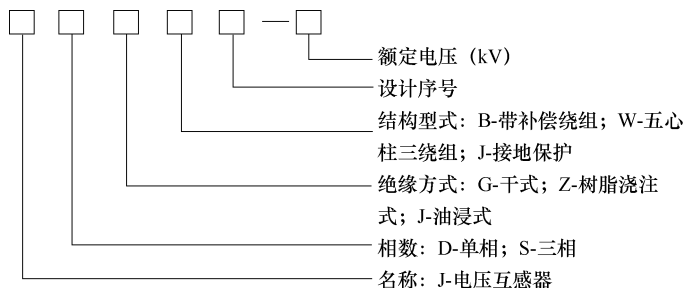 额定电压（kV）
设计序号
结构型式：B-带补偿绕组；W-五心
柱三绕组；J-接地保护
绝缘方式：G-干式；Z-树脂浇注
式；J-油浸式
相数：D-单相；S-三相
名称：J-电压互感器